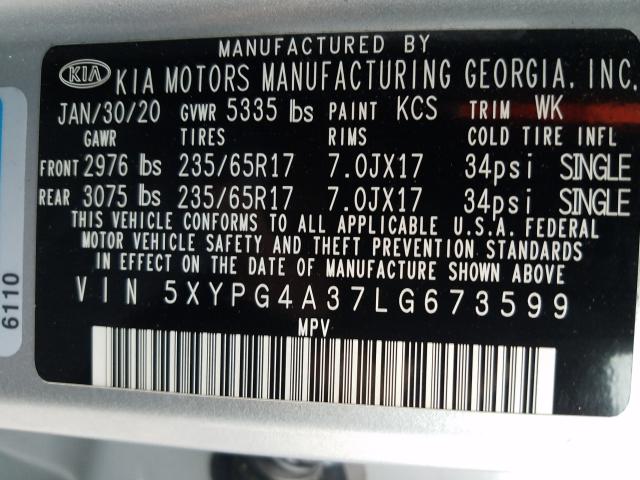 MANUFACTURED BY
KIA KIA MOTORS MANUFACTURING GEORGIA, INC.
JAN/30/20 GVWR 5335 lbs PAINT KCS TRIM WK
GAWR TIRES RIMS COLD TIRE INFL
FRONT 2976 lbs 235/65R17 7.0JX17 34psi SINGLE
REAR 3075 lbs 235/65R17 7.0JX17 34psi SINGLE
THIS VEHICLE CONFORMS TO ALL APPLICABLE U.S.A. FEDERAL
MOTOR VEHICLE SAFETY AND THEFT PREVENTION STANDARDS
IN EFFECT ON THE DATE OF MANUFACTURE SHOWN ABOVE.
VIN 5XYPG4A37LG673599
MPV
6110